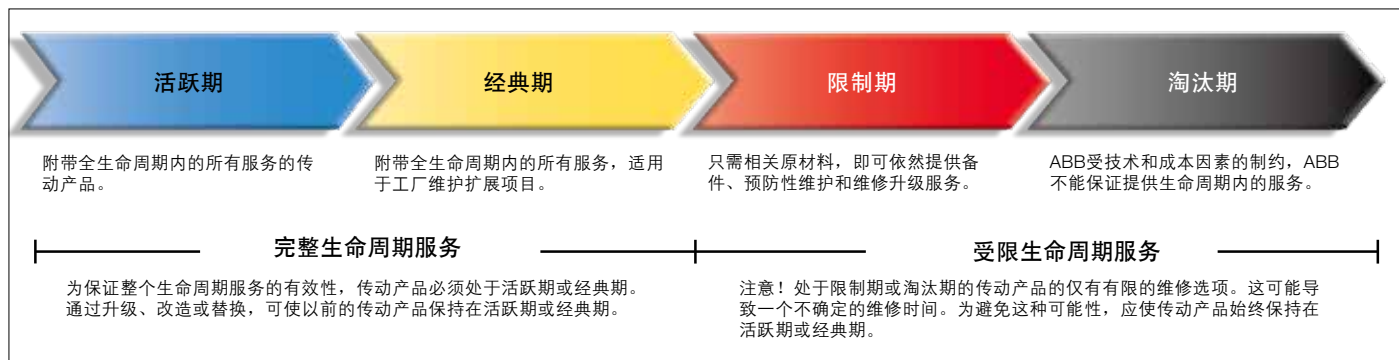 活跃期
经典期
限制期
淘汰期
附带全生命周期内的所有服务的传
动产品。
附带全生命周期内的所有服务，适用
于工厂维护扩展项目。
只需相关原材料，即可依然提供备
件、预防性维护和维修升级服务。
ABB受技术和成本因素的制约，ABB
不能保证提供生命周期内的服务。
完整生命周期服务
受限生命周期服务
为保证整个生命周期服务的有效性，传动产品必须处于活跃期或经典期。
通过升级、改造或替换，可使以前的传动产品保持在活跃期或经典期。
注意！处于限制期或淘汰期的传动产品的仅有有限的维修选项。这可能导
致一个不确定的维修时间。为避免这种可能性，应使传动产品始终保持在
活跃期或经典期。